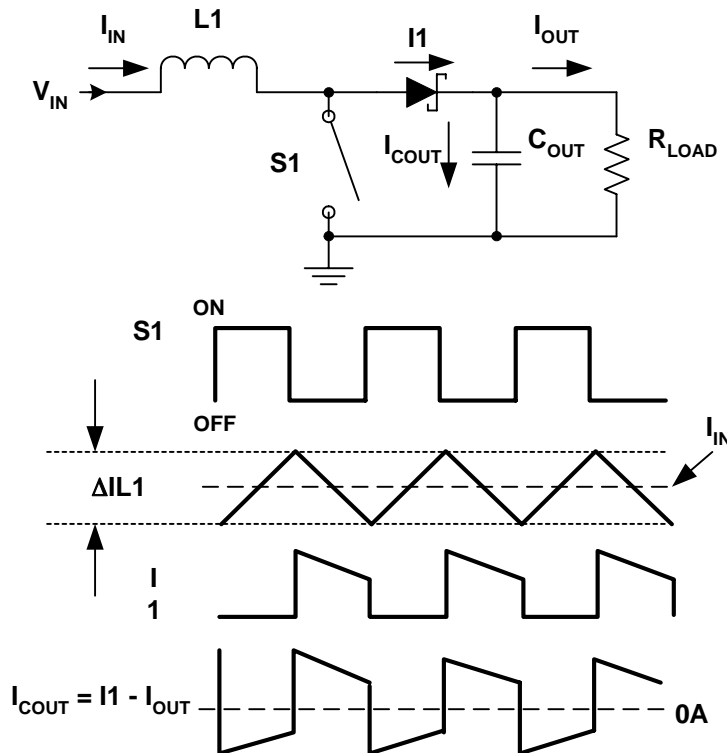 I_IN
L1
V_IN
I1
I_OUT
S1
I_COUT
C_OUT
R_LOAD
ON
S1
OFF
I_IN
ΔIL1
I
1
I_COUT = I1 - I_OUT
0A